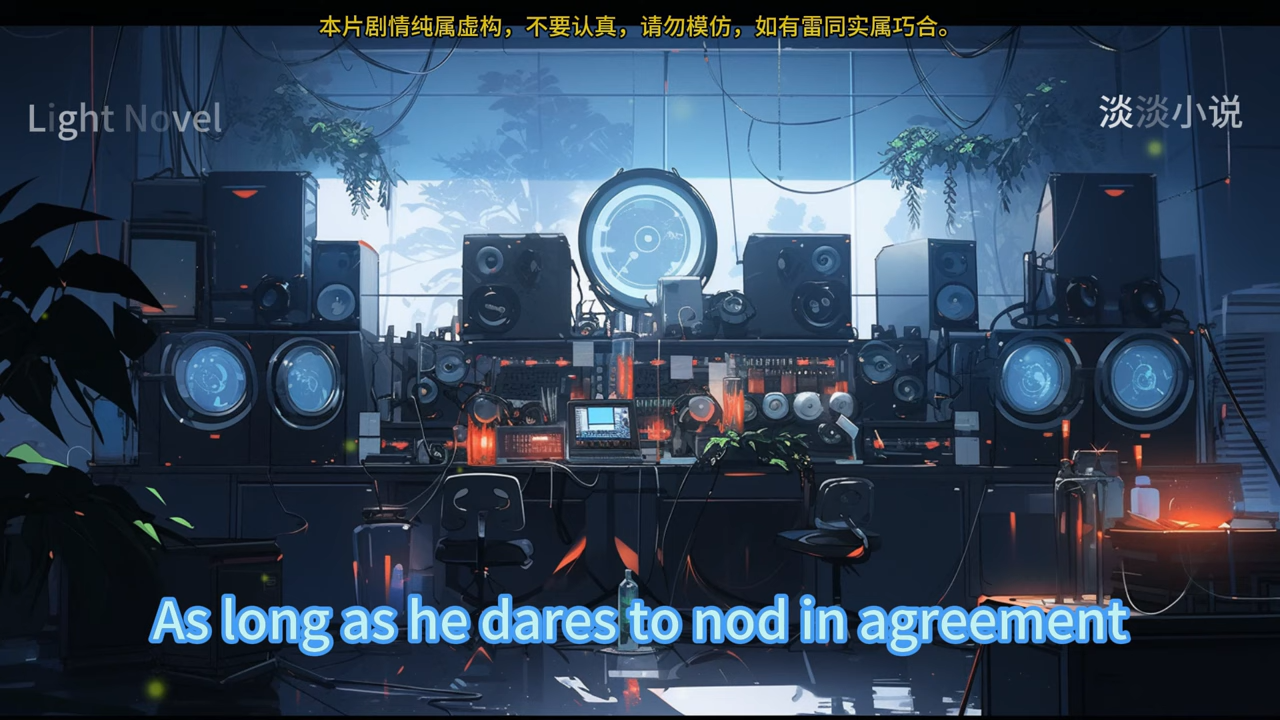 本片剧情纯属虚构，不要认真，请勿模仿，如有雷同实属巧合。
Light Novel
淡淡小说
As long as he dares to nod in agreement